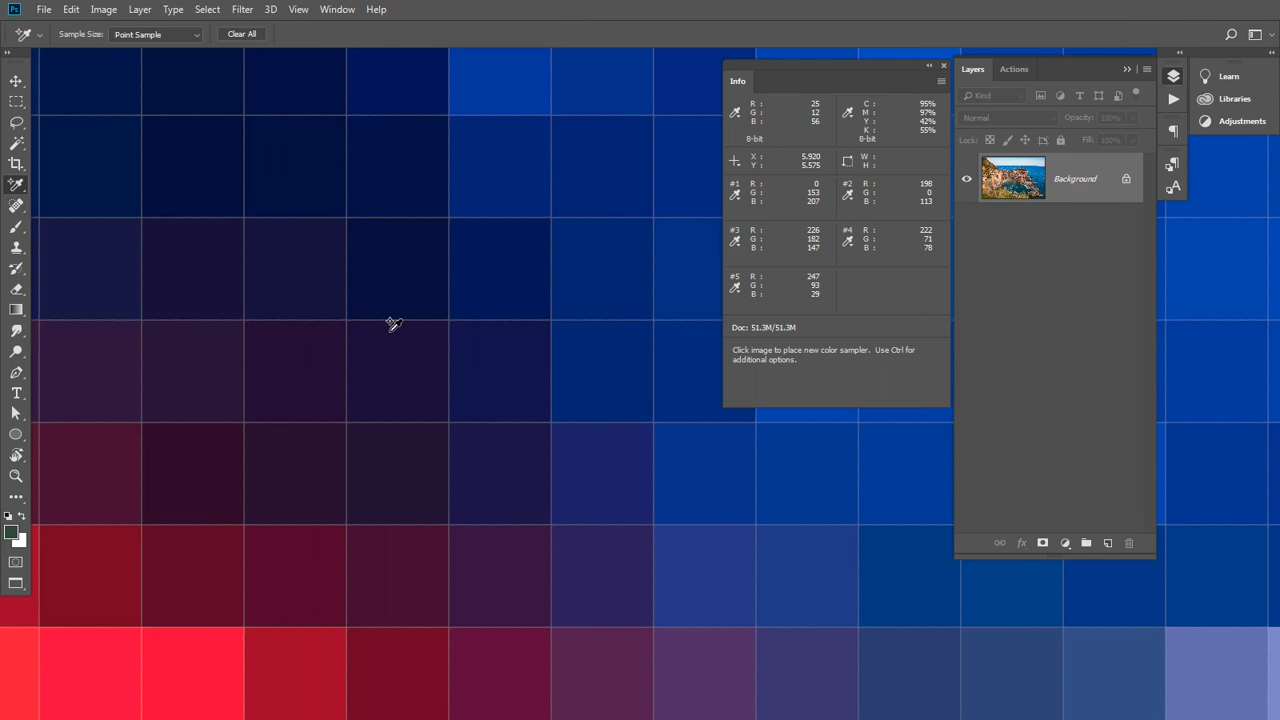 Ps File Edit Image Layer Type Select Filter 3D View Window Help
Sample Size: Point Sample Clear All
Info
R : 25 C : 95%
G : 12 M : 97%
B : 56 Y : 42%
K : 55%
8-bit 8-bit
X : 5.920 W :
Y : 5.575 H :
#1 R : 0 #2 R : 198
G : 153 G : 0
B : 207 B : 113
#3 R : 226 #4 R : 222
G : 182 G : 71
B : 147 B : 78
#5 R : 247
G : 93
B : 29
Doc: 51.3M/51.3M
Click image to place new color sampler. Use Ctrl for
additional options.
Layers Actions
Kind
Normal Opacity: 100%
Lock: Fill: 100%
Background
fx
Learn
Libraries
Adjustments